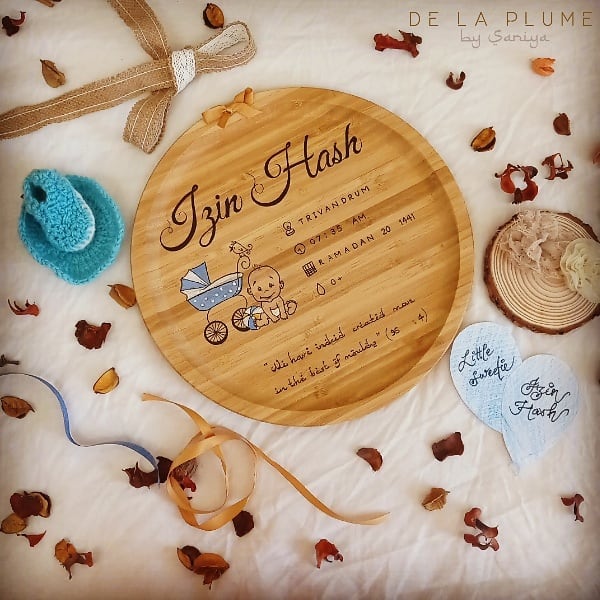 DE LA PLUME
by Saniya
Izin Hash
TRIVANDRUM
07:35 AM
RAMADAN 20 1441
O+
"We have indeed created man
in the best of moulds" (95 : 4)
Little
Sweetie
Izin
Hash